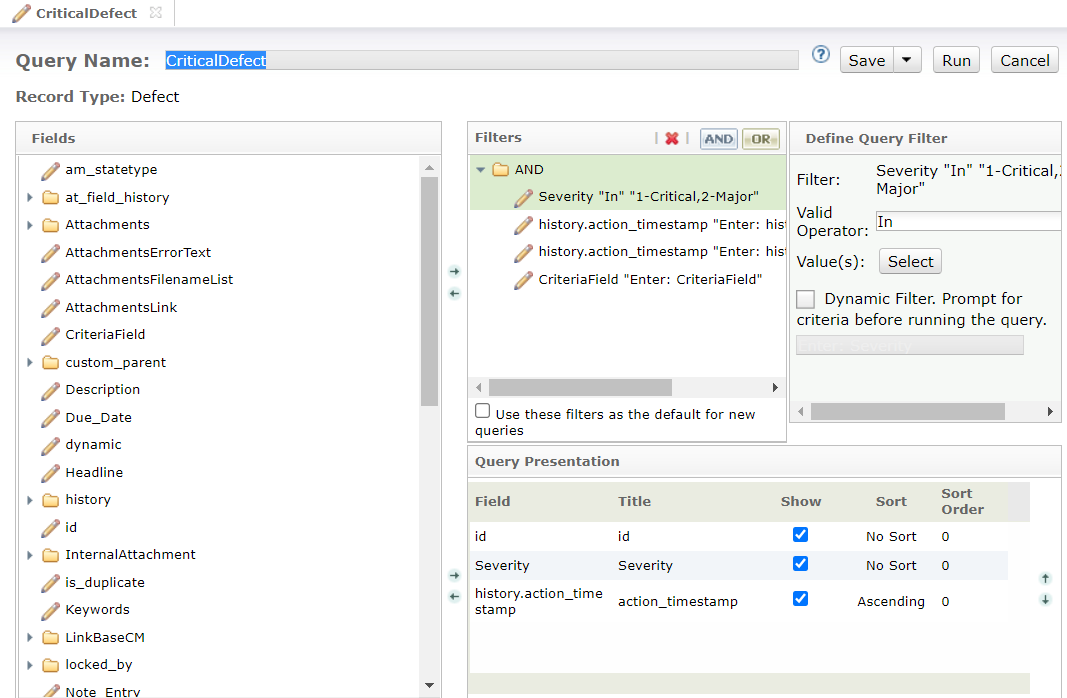 CriticalDefect
Query Name: CriticalDefect
Save Run Cancel
Record Type: Defect
Fields
am_statetype
at_field_history
Attachments
AttachmentsErrorText
AttachmentsFilenameList
AttachmentsLink
CriteriaField
custom_parent
Description
Due_Date
dynamic
Headline
history
id
InternalAttachment
is_duplicate
Keywords
LinkBaseCM
locked_by
Note_Entry
Filters AND OR
AND
Severity "In" "1-Critical,2-Major"
history.action_timestamp "Enter: his
history.action_timestamp "Enter: his
CriteriaField "Enter: CriteriaField"
Use these filters as the default for new
queries
Define Query Filter
Filter: Severity "In" "1-Critical,
Major"
Valid
Operator: In
Value(s): Select
Dynamic Filter. Prompt for
criteria before running the query.
Enter: Severity
Query Presentation
Field Title Show Sort Sort
Order
id id No Sort 0
Severity Severity No Sort 0
history.action_time
stamp action_timestamp Ascending 0